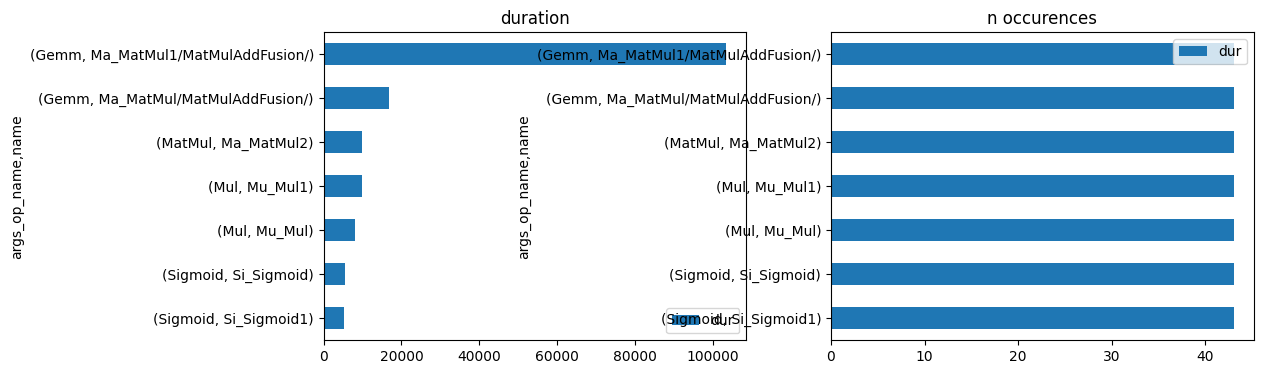 duration
(Gemm, Ma_MatMul1/MatMulAddFusion/)
(Gemm, Ma_MatMul/MatMulAddFusion/)
(MatMul, Ma_MatMul2)
(Mul, Mu_Mul1)
(Mul, Mu_Mul)
(Sigmoid, Si_Sigmoid)
(Sigmoid, Si_Sigmoid1)
args_op_name,name
dur
0 20000 40000 60000 80000 100000
n occurences
(Gemm, Ma_MatMul1/MatMulAddFusion/)
(Gemm, Ma_MatMul/MatMulAddFusion/)
(MatMul, Ma_MatMul2)
(Mul, Mu_Mul1)
(Mul, Mu_Mul)
(Sigmoid, Si_Sigmoid)
(Sigmoid, Si_Sigmoid1)
args_op_name,name
dur
0 10 20 30 40